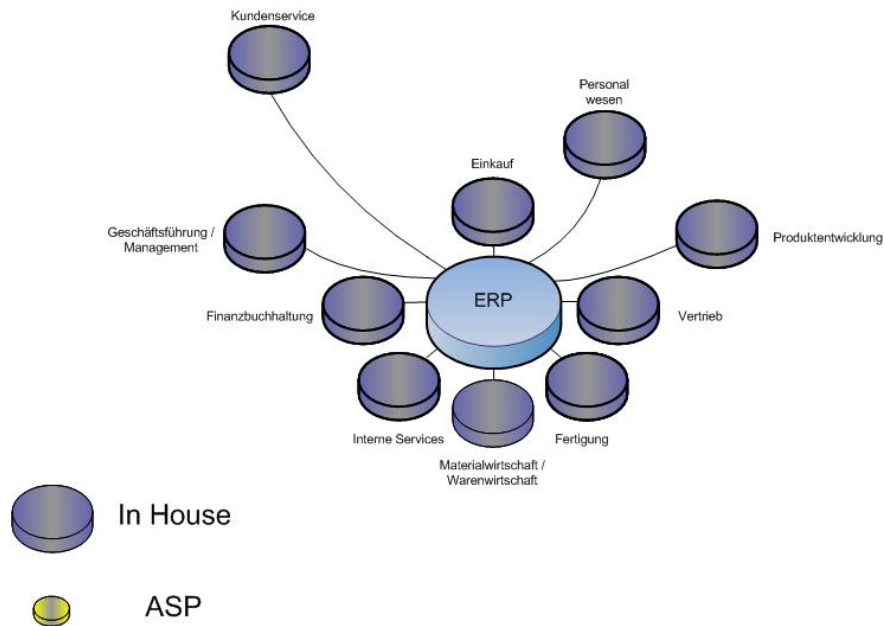 Kundenservice
Personal
wesen
Einkauf
Geschäftsführung /
Management
Produktentwicklung
ERP
Finanzbuchhaltung
Vertrieb
Interne Services
Fertigung
Materialwirtschaft /
Warenwirtschaft
In House
ASP